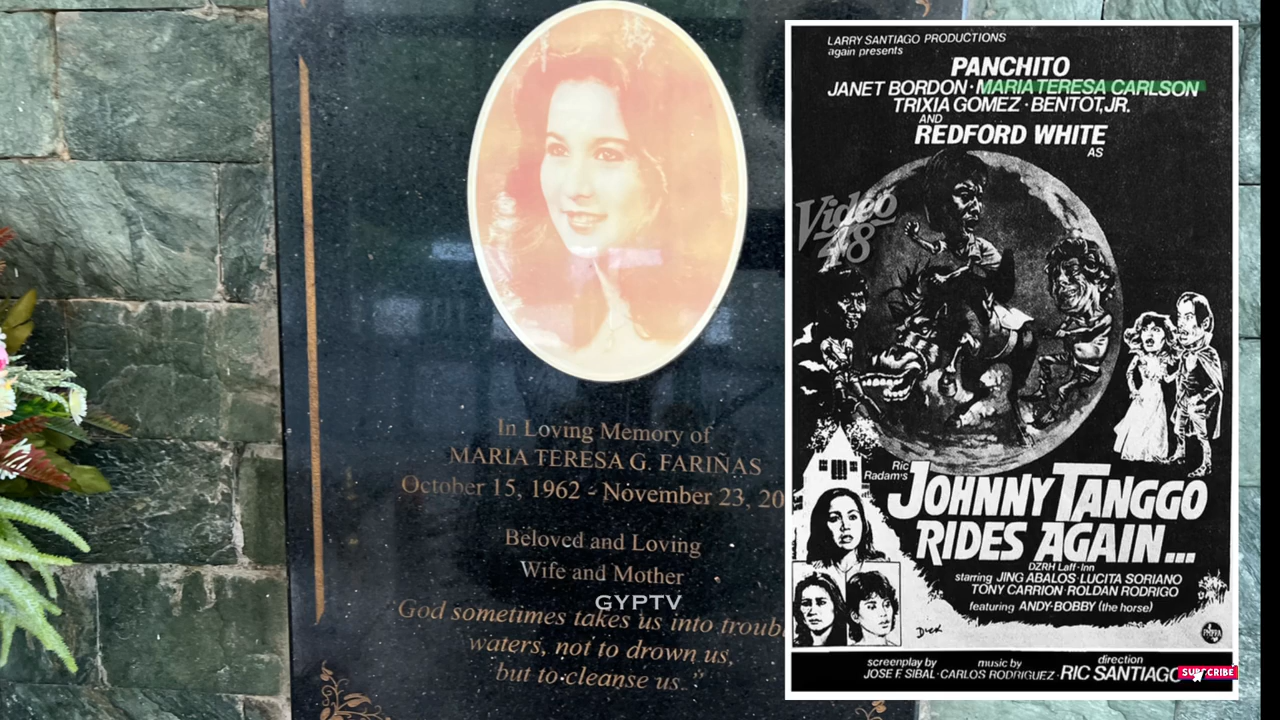 In Loving Memory of
MARIA TERESA G. FARIÑAS
October 15, 1962 - November 23, 20
Beloved and Loving
Wife and Mother
GYPTV
God sometimes takes us into troub
waters, not to drown us,
but to cleanse us."
LARRY SANTIAGO PRODUCTIONS
again presents
PANCHITO
JANET BORDON · MARIA TERESA CARLSON
TRIXIA GOMEZ · BENTOT, JR.
AND
REDFORD WHITE
AS
Video
48
Ric
Radam's
JOHNNY TANGGO
RIDES AGAIN...
DZRH Laff-Inn
starring JING ABALOS LUCITA SORIANO
TONY CARRION · ROLDAN RODRIGO
featuring ANDY-BOBBY (the horse)
screenplay by
JOSE F. SIBAL
music by
CARLOS RODRIGUEZ
direction
RIC SANTIAGO
SUBSCRIBE